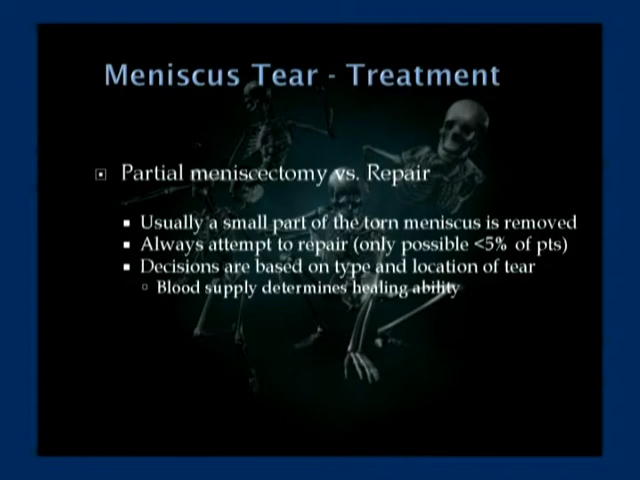 Meniscus Tear - Treatment
Partial meniscectomy vs. Repair
Usually a small part of the torn meniscus is removed
Always attempt to repair (only possible <5% of pts)
Decisions are based on type and location of tear
Blood supply determines healing ability